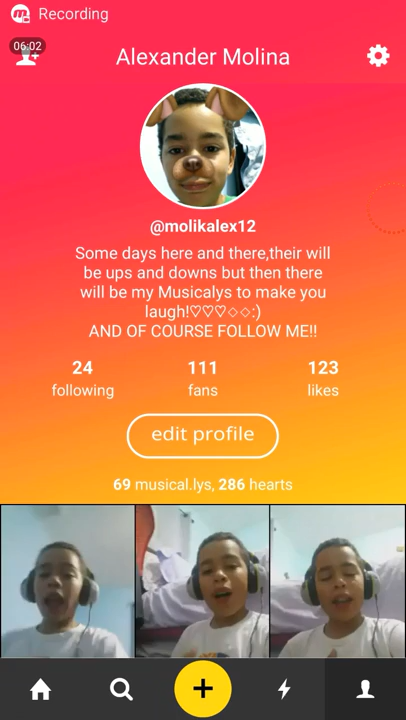 Recording
06:02
Alexander Molina
@molikalex12
Some days here and there,their will
be ups and downs but then there
will be my Musicalys to make you
laugh!♡♡♡◇◇:)
AND OF COURSE FOLLOW ME!!
24 111 123
following fans likes
edit profile
69 musical.lys, 286 hearts